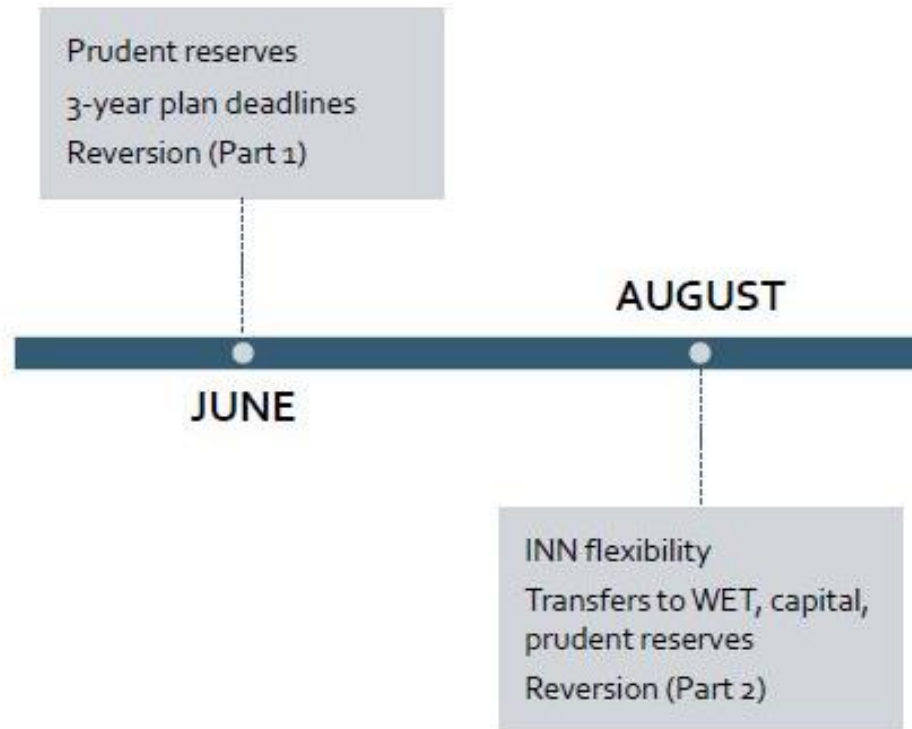 Prudent reserves
3-year plan deadlines
Reversion (Part 1)
AUGUST
JUNE
INN flexibility
Transfers to WET, capital,
prudent reserves
Reversion (Part 2)